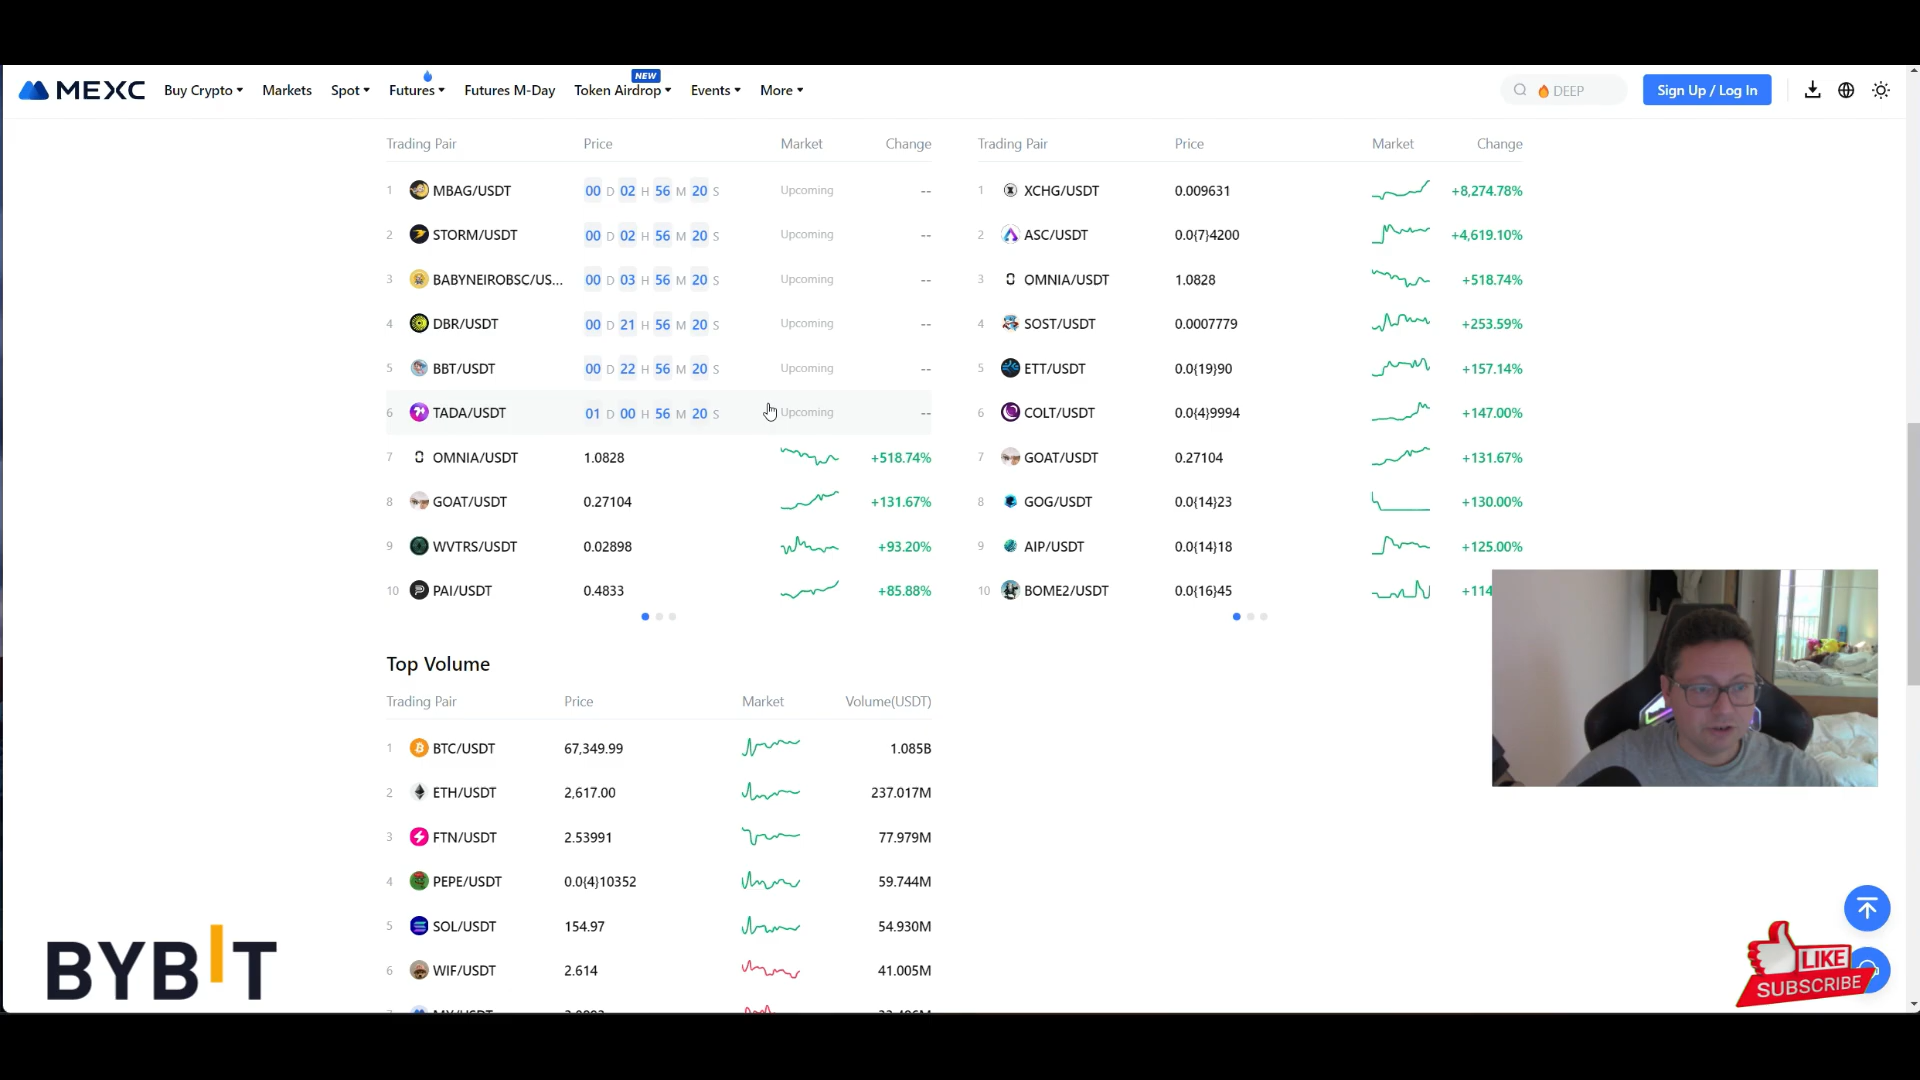 MEXC Buy Crypto Markets Spot Futures Futures M-Day Token Airdrop NEW Events More DEEP Sign Up / Log In
Trading Pair Price Market Change
1 MBAG/USDT 00 D 02 H 56 M 20 S Upcoming --
2 STORM/USDT 00 D 02 H 56 M 20 S Upcoming --
3 BABYNEIROBSC/US... 00 D 03 H 56 M 20 S Upcoming --
4 DBR/USDT 00 D 21 H 56 M 20 S Upcoming --
5 BBT/USDT 00 D 22 H 56 M 20 S Upcoming --
6 TADA/USDT 01 D 00 H 56 M 20 S Upcoming --
7 OMNIA/USDT 1.0828 +518.74%
8 GOAT/USDT 0.27104 +131.67%
9 WVTRS/USDT 0.02898 +93.20%
10 PAI/USDT 0.4833 +85.88%
Trading Pair Price Market Change
1 XCHG/USDT 0.009631 +8,274.78%
2 ASC/USDT 0.0{7}4200 +4,619.10%
3 OMNIA/USDT 1.0828 +518.74%
4 SOST/USDT 0.0007779 +253.59%
5 ETT/USDT 0.0{19}90 +157.14%
6 COLT/USDT 0.0{4}9994 +147.00%
7 GOAT/USDT 0.27104 +131.67%
8 GOG/USDT 0.0{14}23 +130.00%
9 AIP/USDT 0.0{14}18 +125.00%
10 BOME2/USDT 0.0{16}45 +114
Top Volume
Trading Pair Price Market Volume(USDT)
1 BTC/USDT 67,349.99 1.085B
2 ETH/USDT 2,617.00 237.017M
3 FTN/USDT 2.53991 77.979M
4 PEPE/USDT 0.0{4}10352 59.744M
5 SOL/USDT 154.97 54.930M
6 WIF/USDT 2.614 41.005M
BYBIT
LIKE
SUBSCRIBE